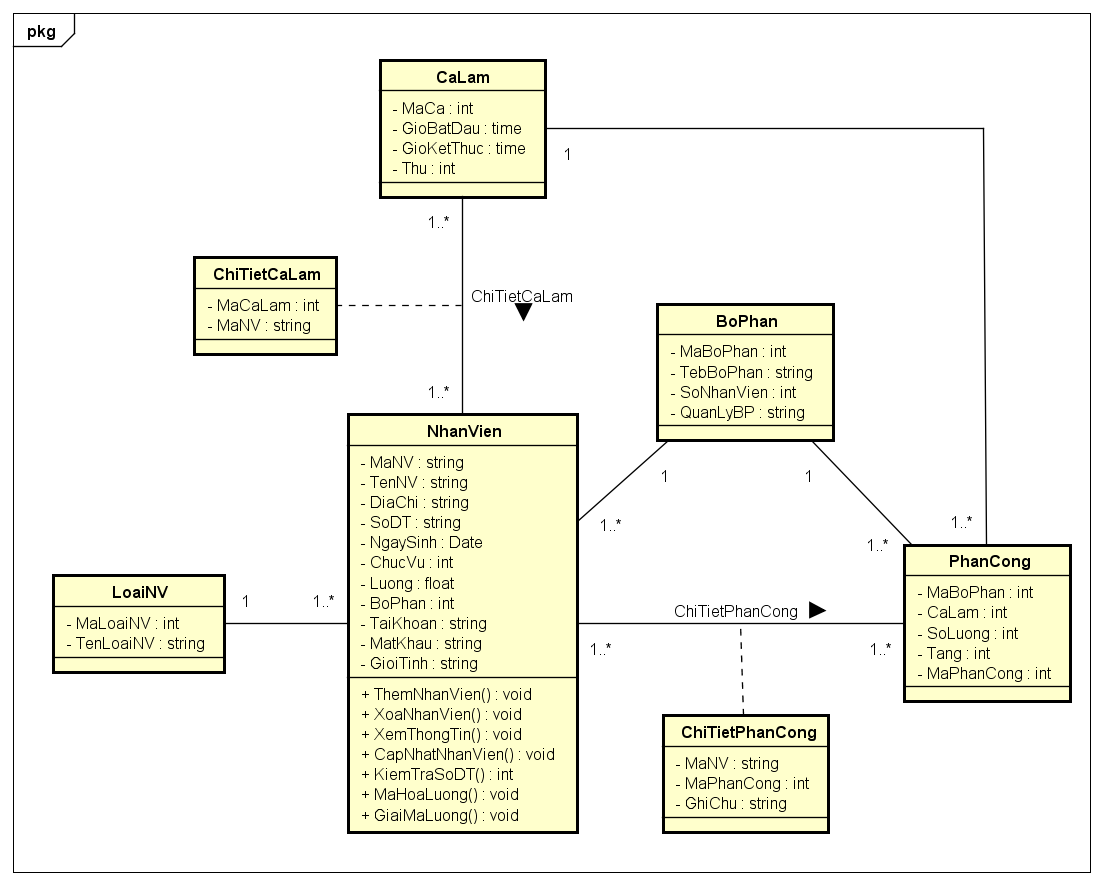 pkg
CaLam
- MaCa : int
- GioBatDau : time
- GioKetThuc : time
- Thu : int
1
1..*
ChiTietCaLam
- MaCaLam : int
- MaNV : string
ChiTietCaLam
1..*
BoPhan
- MaBoPhan : int
- TebBoPhan : string
- SoNhanVien : int
- QuanLyBP : string
1
1
1..*
1..*
1..*
NhanVien
- MaNV : string
- TenNV : string
- DiaChi : string
- SoDT : string
- NgaySinh : Date
- ChucVu : int
- Luong : float
- BoPhan : int
- TaiKhoan : string
- MatKhau : string
- GioiTinh : string
+ ThemNhanVien() : void
+ XoaNhanVien() : void
+ XemThongTin() : void
+ CapNhatNhanVien() : void
+ KiemTraSoDT() : int
+ MaHoaLuong() : void
+ GiaiMaLuong() : void
LoaiNV
- MaLoaiNV : int
- TenLoaiNV : string
1
1..*
ChiTietPhanCong
1..*
1..*
PhanCong
- MaBoPhan : int
- CaLam : int
- SoLuong : int
- Tang : int
- MaPhanCong : int
ChiTietPhanCong
- MaNV : string
- MaPhanCong : int
- GhiChu : string